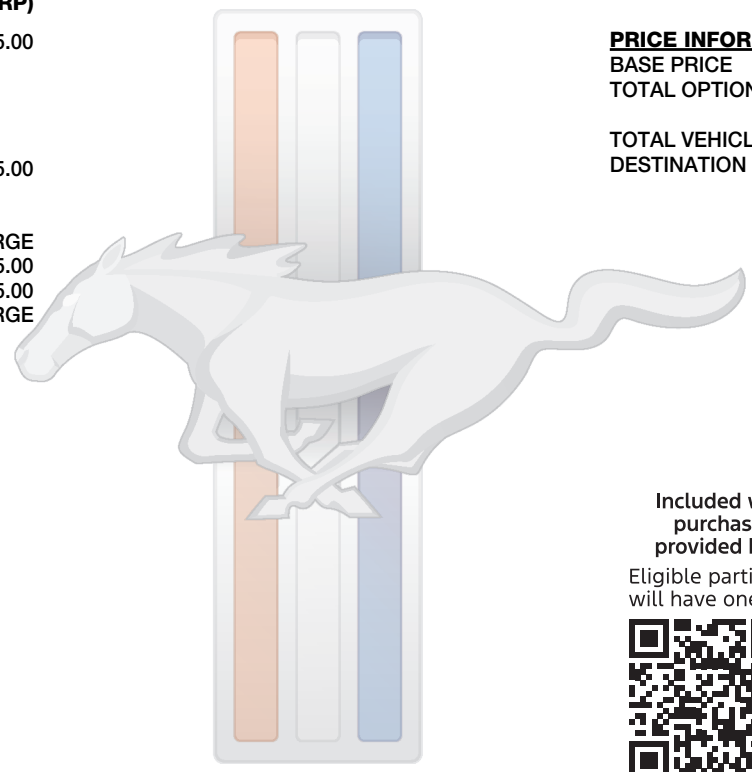 RP)
5.00
5.00
RGE
5.00
5.00
RGE
PRICE INFOR
BASE PRICE
TOTAL OPTION
TOTAL VEHICL
DESTINATION
Included w
purchas
provided b
Eligible parti
will have one